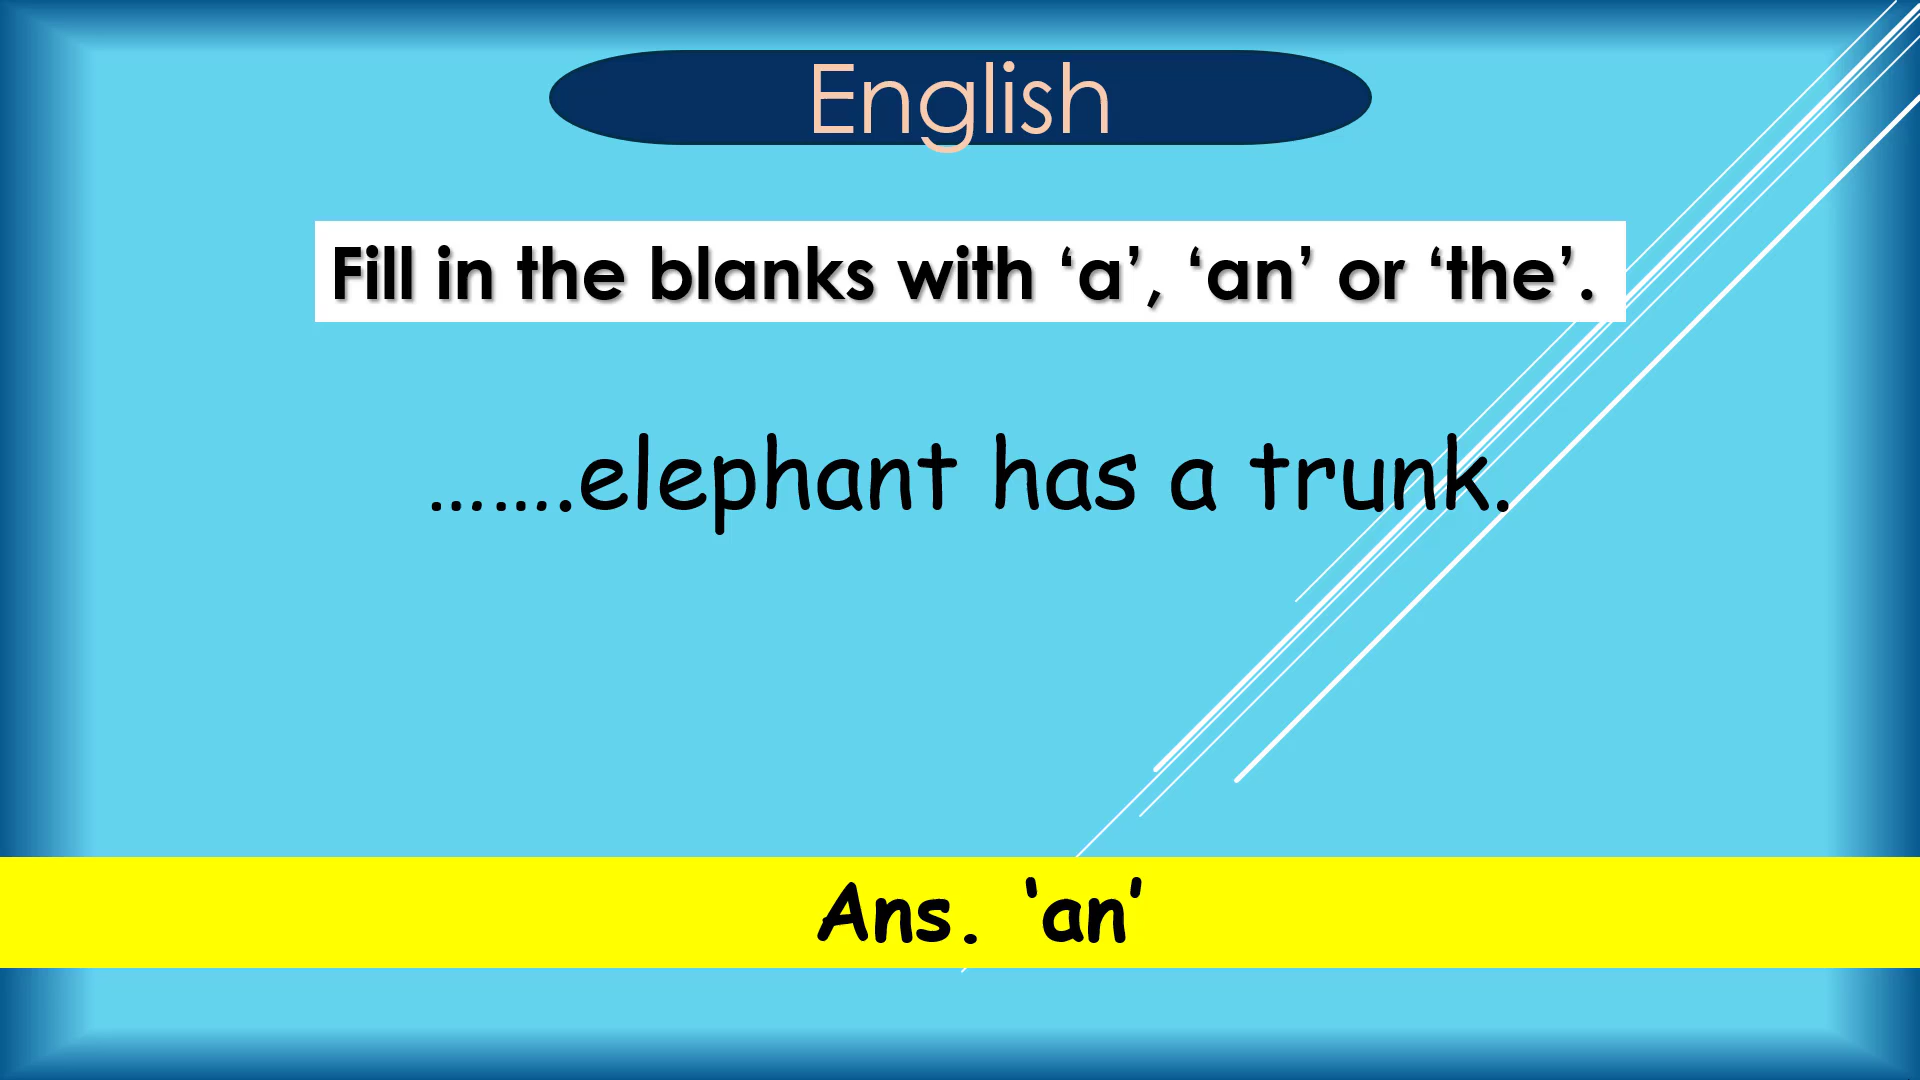 English
Fill in the blanks with ‘a’, ‘an’ or ‘the’.
…….elephant has a trunk.
Ans. ‘an’